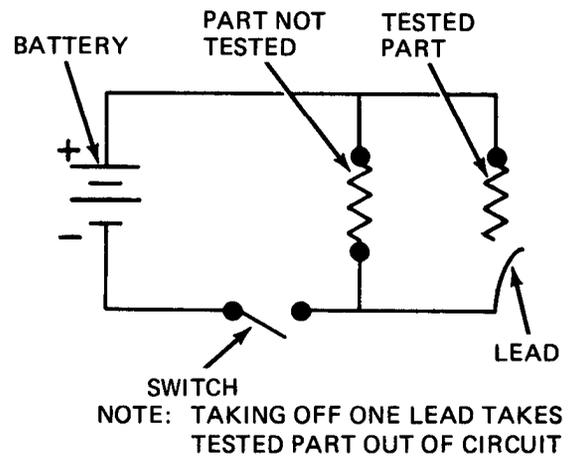 PART NOT
TESTED
TESTED
PART
BATTERY
+
–
LEAD
SWITCH
NOTE: TAKING OFF ONE LEAD TAKES
TESTED PART OUT OF CIRCUIT